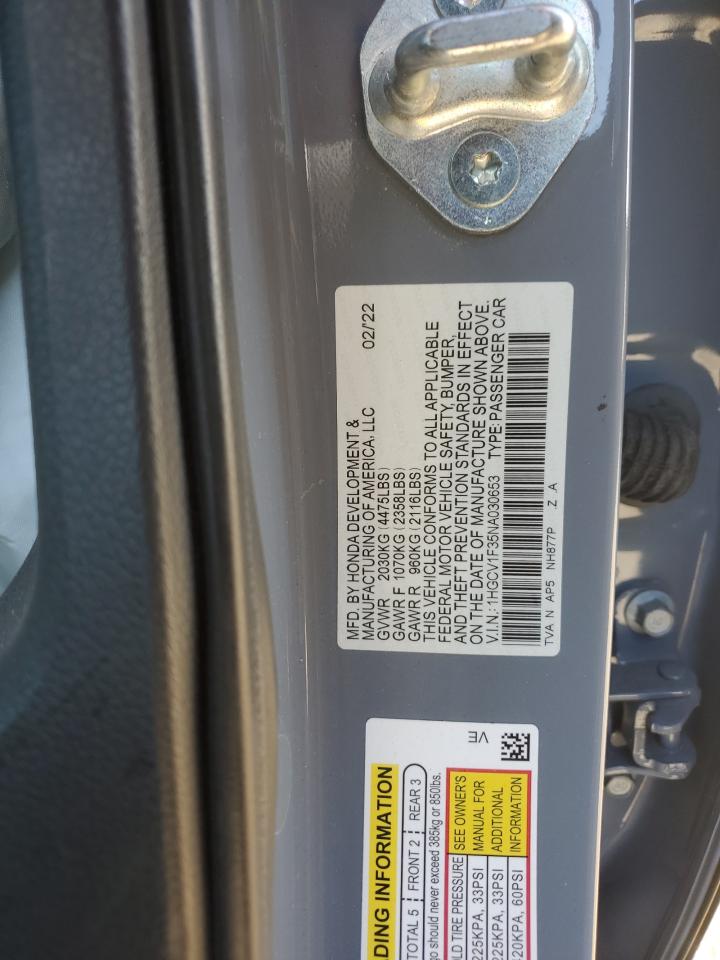 MFD. BY HONDA DEVELOPMENT & 02/'22
MANUFACTURING OF AMERICA, LLC
GVWR 2030KG (4475LBS)
GAWR F 1070KG (2358LBS)
GAWR R 960KG (2116LBS)
THIS VEHICLE CONFORMS TO ALL APPLICABLE
FEDERAL MOTOR VEHICLE SAFETY, BUMPER,
AND THEFT PREVENTION STANDARDS IN EFFECT
ON THE DATE OF MANUFACTURE SHOWN ABOVE.
V.I.N.: 1HGCV1F35NA030653 TYPE: PASSENGER CAR
TVA N AP5 NH877P .Z .A
DING INFORMATION
TOTAL 5 FRONT 2 REAR 3
go should never exceed 385kg or 850lbs.
LD TIRE PRESSURE SEE OWNER'S
225KPA, 33PSI MANUAL FOR
225KPA, 33PSI ADDITIONAL
20KPA, 60PSI INFORMATION
VE